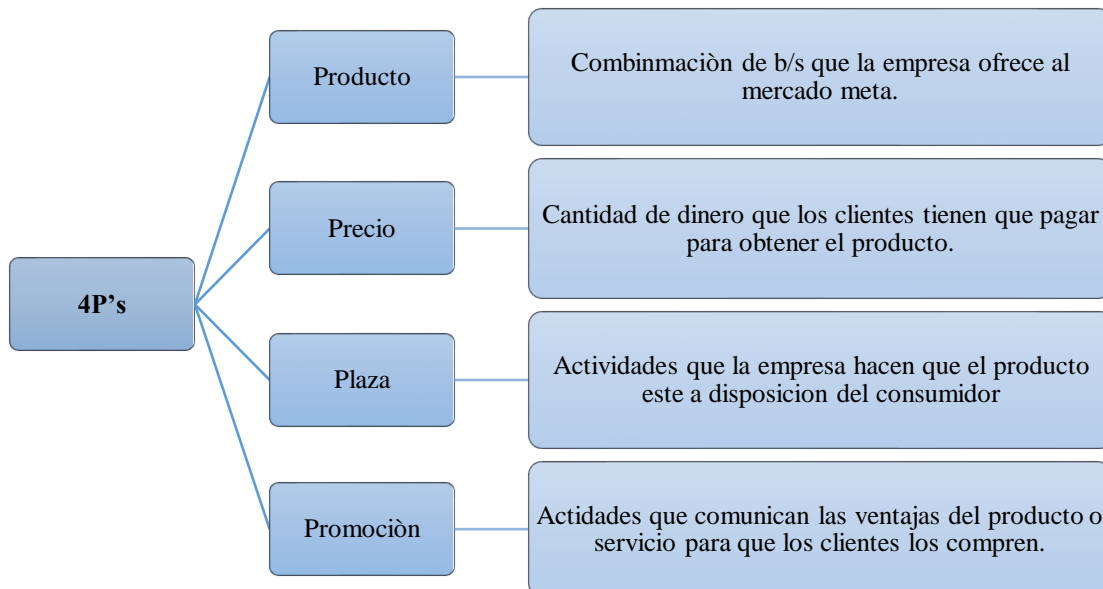 Producto
Combinmaciòn de b/s que la empresa ofrece al
mercado meta.
Precio
Cantidad de dinero que los clientes tienen que pagar
para obtener el producto.
4P’s
Plaza
Actividades que la empresa hacen que el producto
este a disposicion del consumidor
Promociòn
Actidades que comunican las ventajas del producto o
servicio para que los clientes los compren.